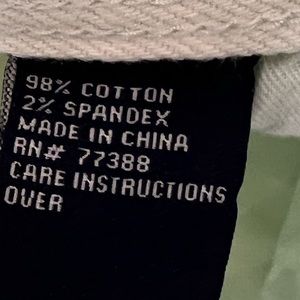 98% COTTON
2% SPANDEX
MADE IN CHINA
RN# 77388
CARE INSTRUCTIONS
OVER